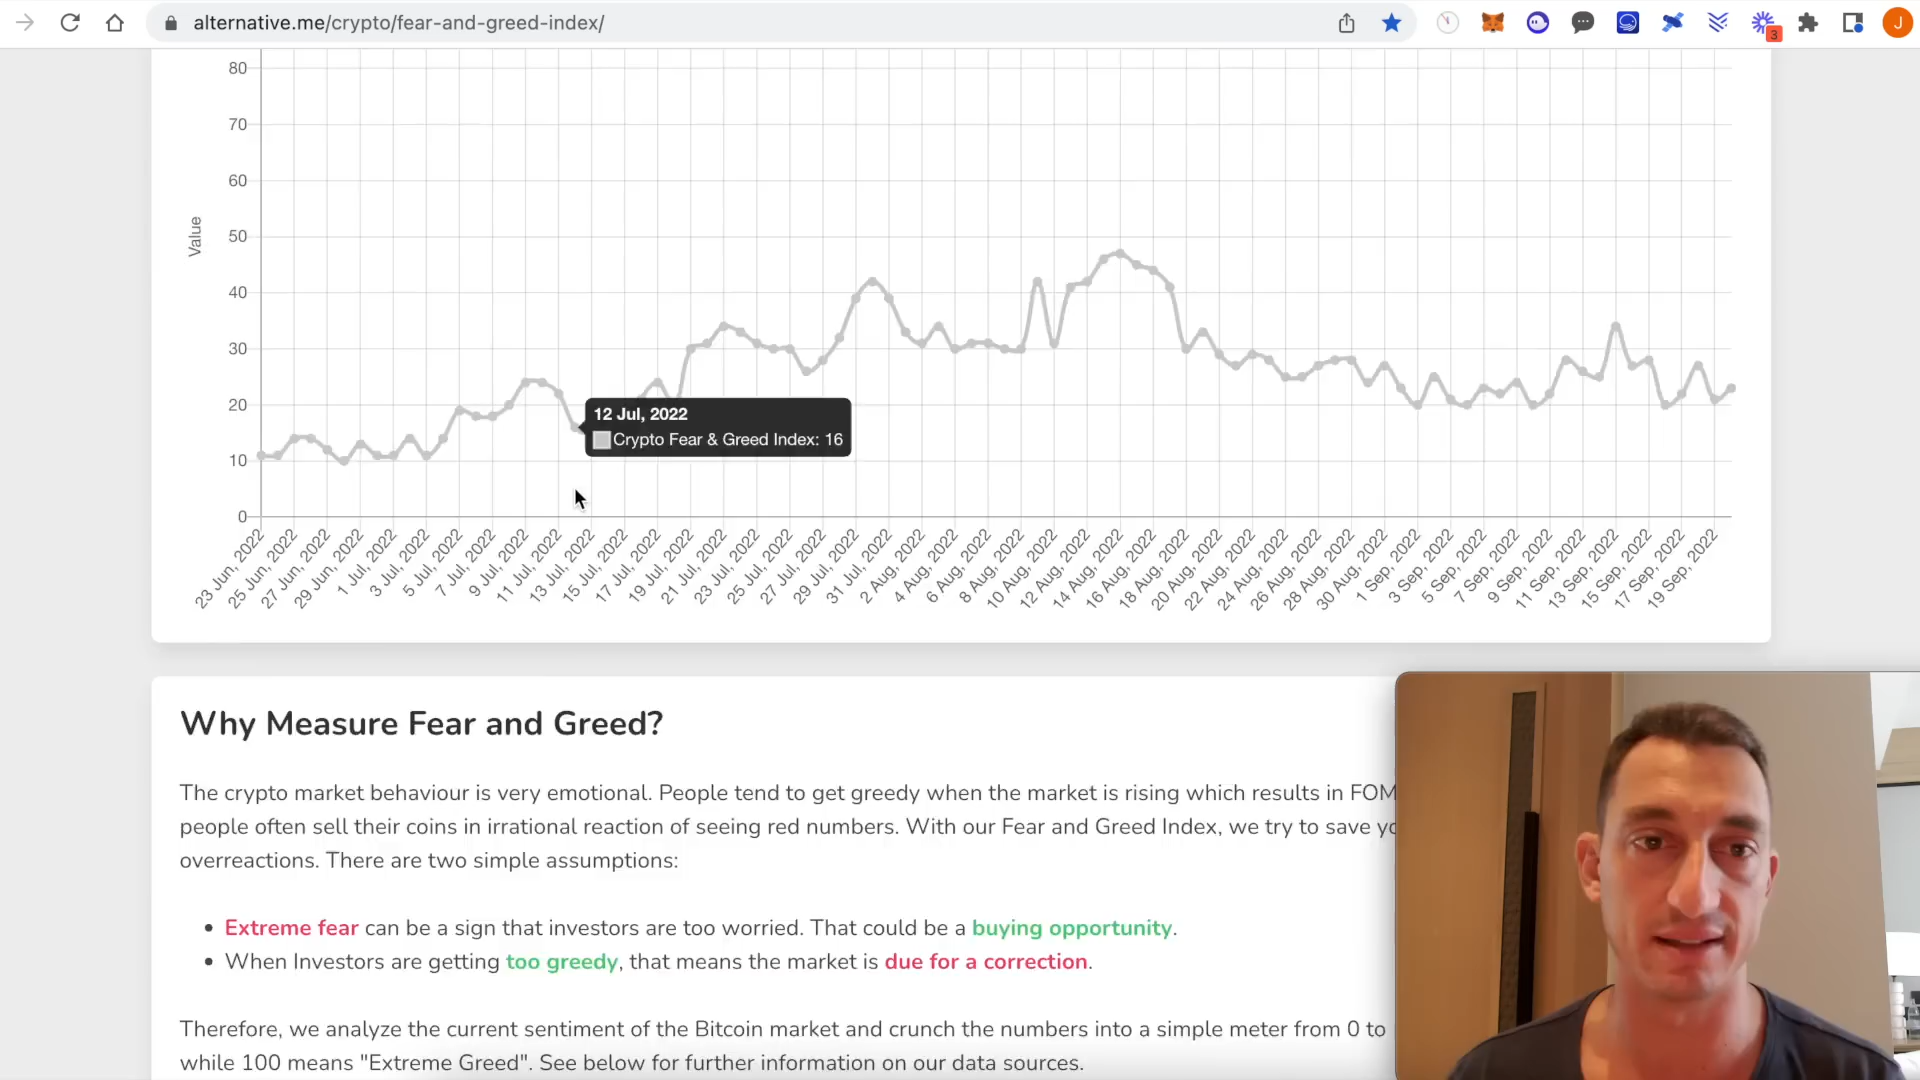 alternative.me/crypto/fear-and-greed-index/
3
J
80
70
60
50
40
30
20
10
0
Value
12 Jul, 2022
Crypto Fear & Greed Index: 16
23 Jun, 2022
25 Jun, 2022
27 Jun, 2022
29 Jun, 2022
1 Jul, 2022
3 Jul, 2022
5 Jul, 2022
7 Jul, 2022
9 Jul, 2022
11 Jul, 2022
13 Jul, 2022
15 Jul, 2022
17 Jul, 2022
19 Jul, 2022
21 Jul, 2022
23 Jul, 2022
25 Jul, 2022
27 Jul, 2022
29 Jul, 2022
31 Jul, 2022
2 Aug, 2022
4 Aug, 2022
6 Aug, 2022
8 Aug, 2022
10 Aug, 2022
12 Aug, 2022
14 Aug, 2022
16 Aug, 2022
18 Aug, 2022
20 Aug, 2022
22 Aug, 2022
24 Aug, 2022
26 Aug, 2022
28 Aug, 2022
30 Aug, 2022
1 Sep, 2022
3 Sep, 2022
5 Sep, 2022
7 Sep, 2022
9 Sep, 2022
11 Sep, 2022
13 Sep, 2022
15 Sep, 2022
17 Sep, 2022
19 Sep, 2022
Why Measure Fear and Greed?
The crypto market behaviour is very emotional. People tend to get greedy when the market is rising which results in FOM
people often sell their coins in irrational reaction of seeing red numbers. With our Fear and Greed Index, we try to save yo
overreactions. There are two simple assumptions:
• Extreme fear can be a sign that investors are too worried. That could be a buying opportunity.
• When Investors are getting too greedy, that means the market is due for a correction.
Therefore, we analyze the current sentiment of the Bitcoin market and crunch the numbers into a simple meter from 0 to
while 100 means "Extreme Greed". See below for further information on our data sources.